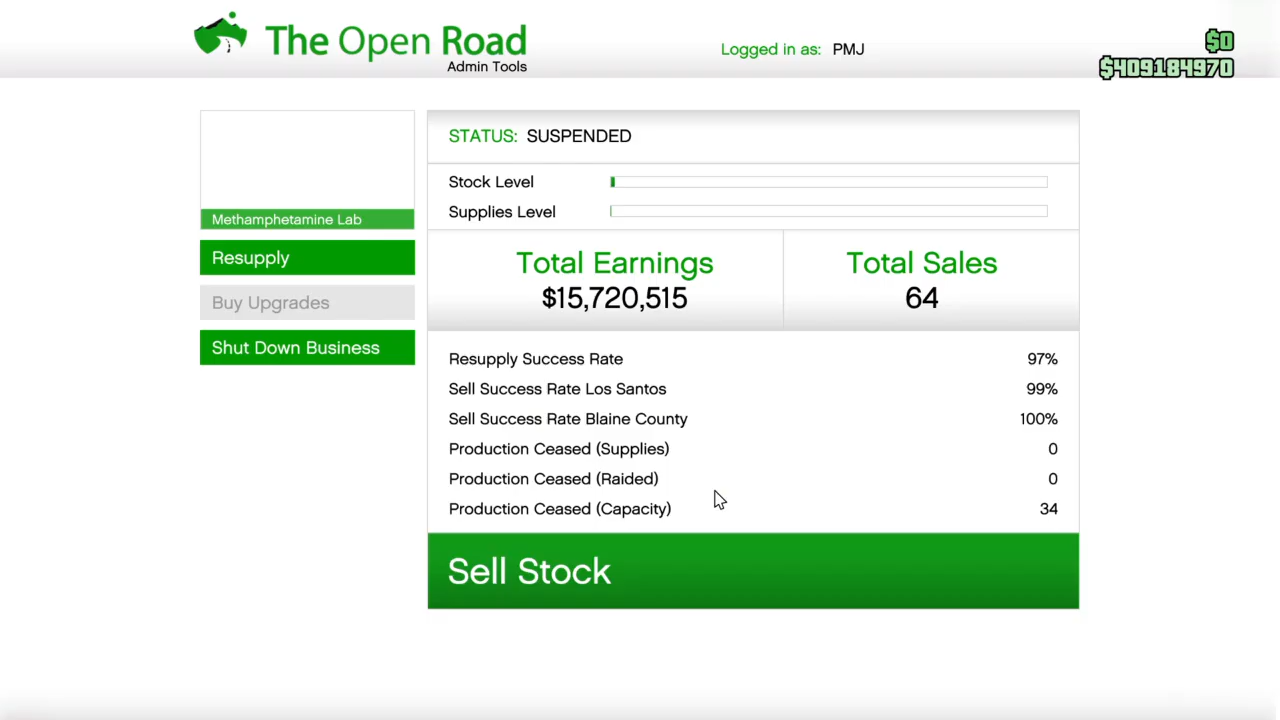 The Open Road
Admin Tools
Logged in as: PMJ
$0
$409184970
Methamphetamine Lab
Resupply
Buy Upgrades
Shut Down Business
STATUS: SUSPENDED
Stock Level
Supplies Level
Total Earnings
$15,720,515
Total Sales
64
Resupply Success Rate 97%
Sell Success Rate Los Santos 99%
Sell Success Rate Blaine County 100%
Production Ceased (Supplies) 0
Production Ceased (Raided) 0
Production Ceased (Capacity) 34
Sell Stock